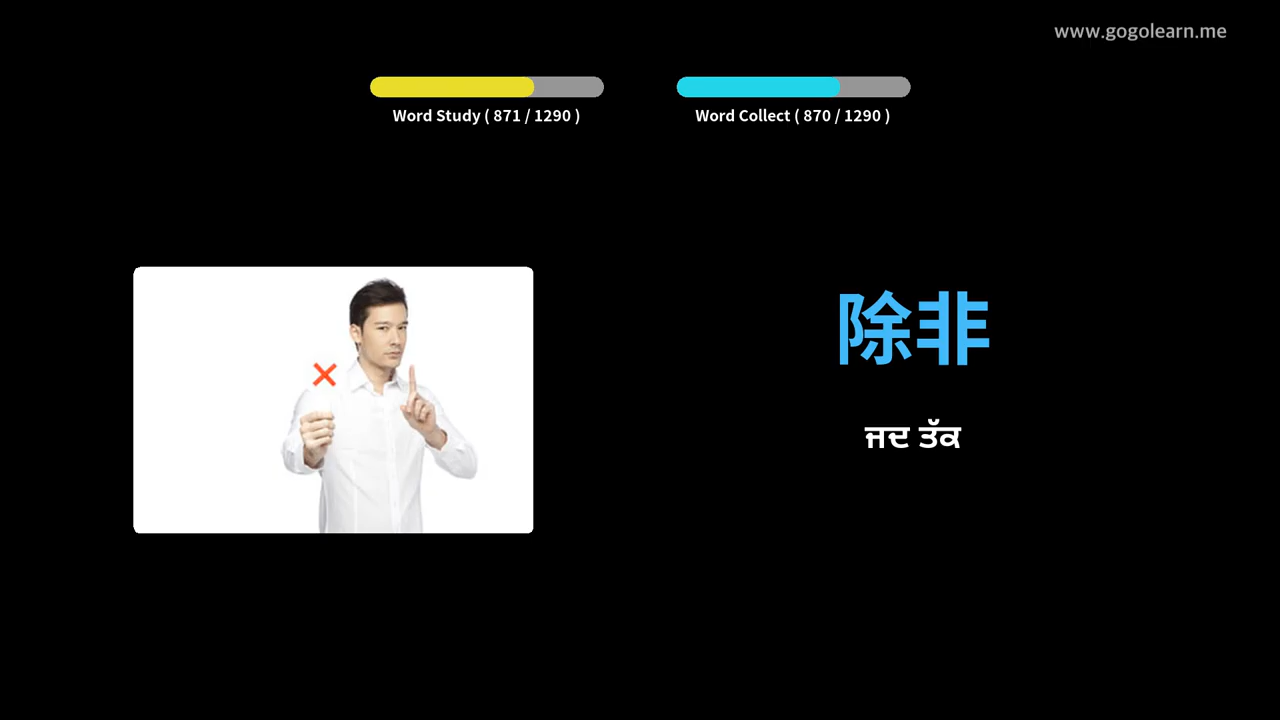 www.gogolearn.me
Word Study ( 871 / 1290 )
Word Collect ( 870 / 1290 )
除非
ਜਦ ਤੱਕ